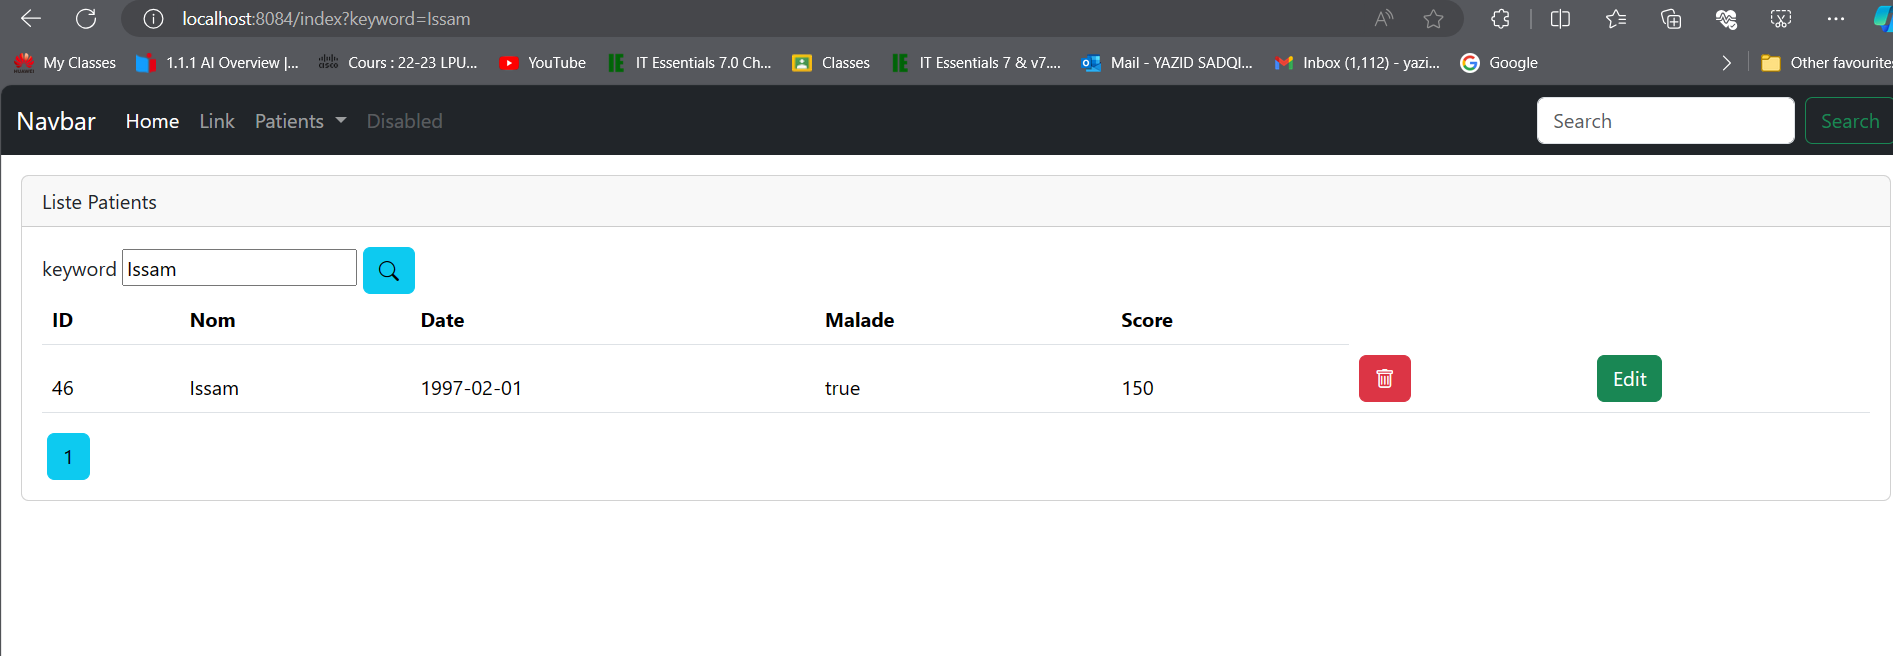 localhost:8084/index?keyword=Issam
My Classes 1.1.1 AI Overview |... Cours : 22-23 LPU... YouTube IT Essentials 7.0 Ch... Classes IT Essentials 7 & v7.... Mail - YAZID SADQI... Inbox (1,112) - yazi... Google Other favourites
Navbar Home Link Patients Disabled Search Search
Liste Patients
keyword Issam
ID Nom Date Malade Score
46 Issam 1997-02-01 true 150 Edit
1